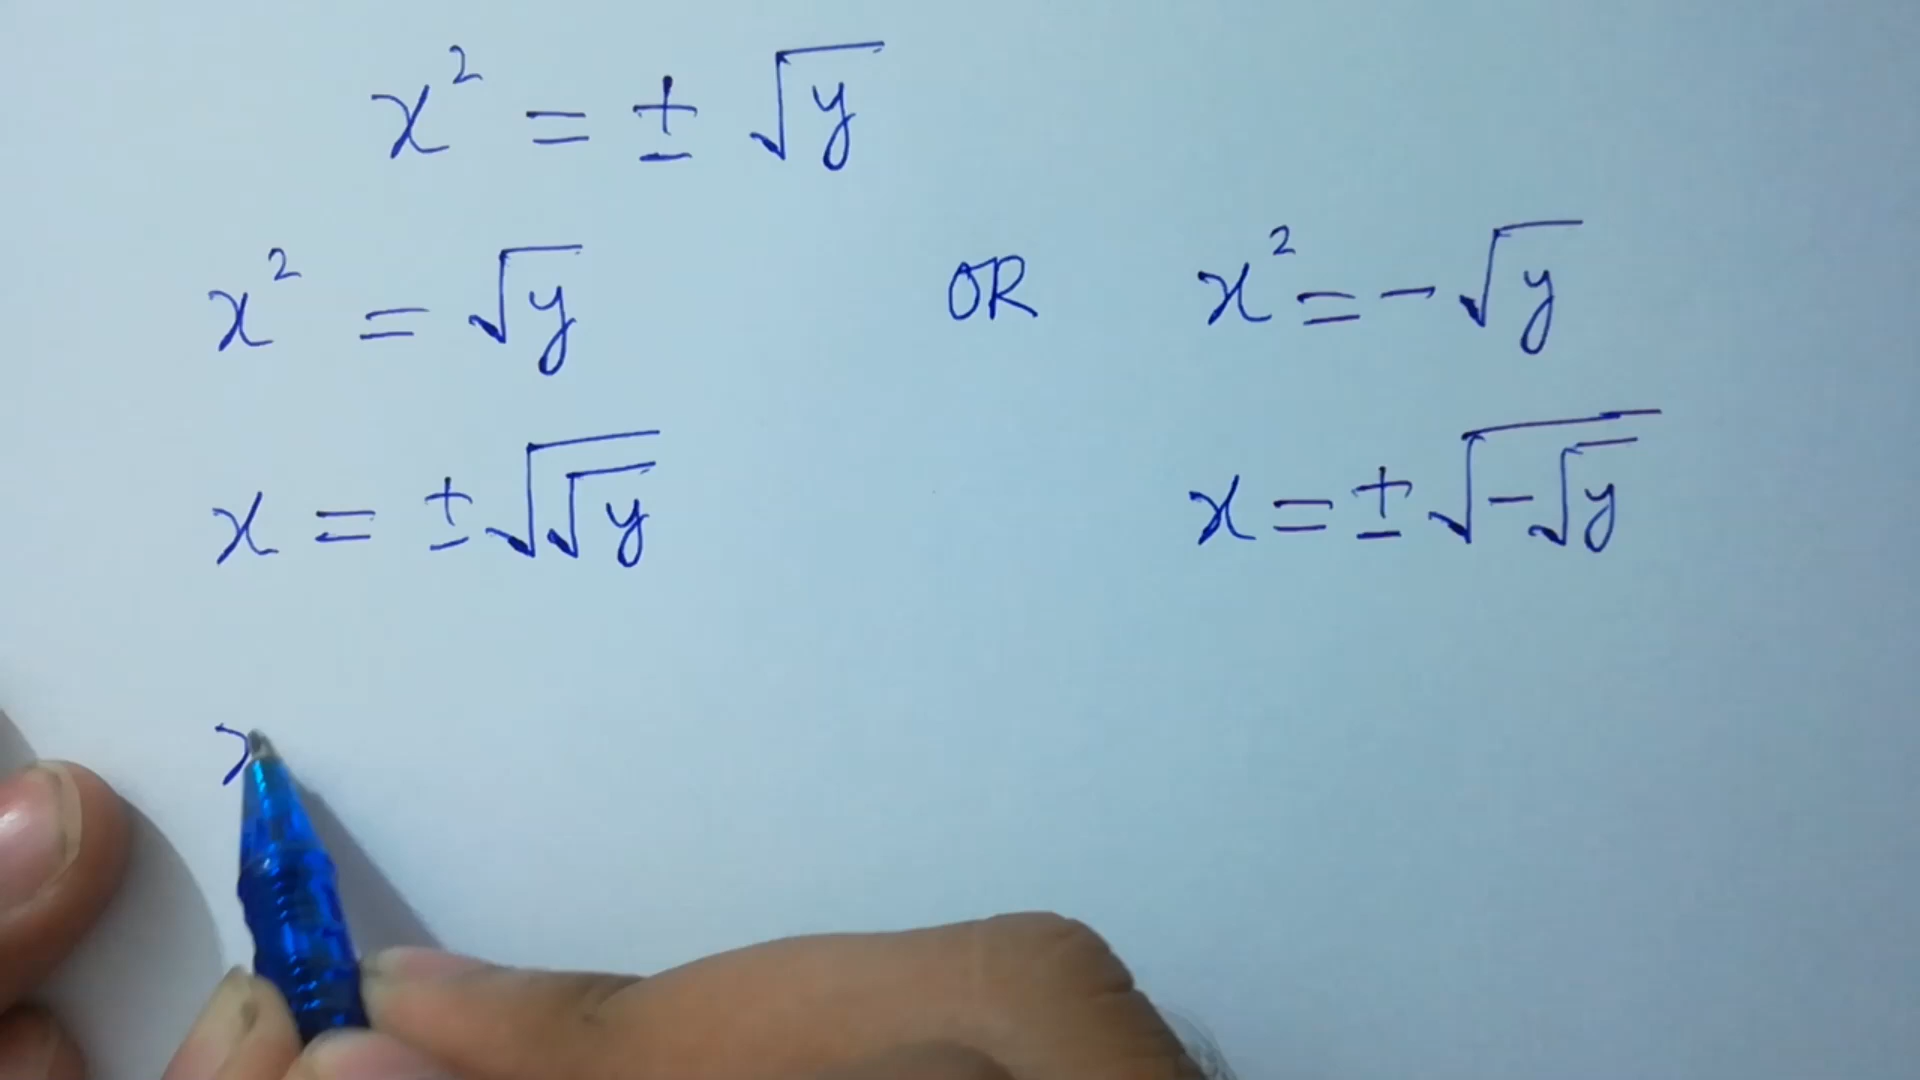 x² = ± √y
x² = √y OR x² = - √y
x = ± √√y x = ± √-√y
x